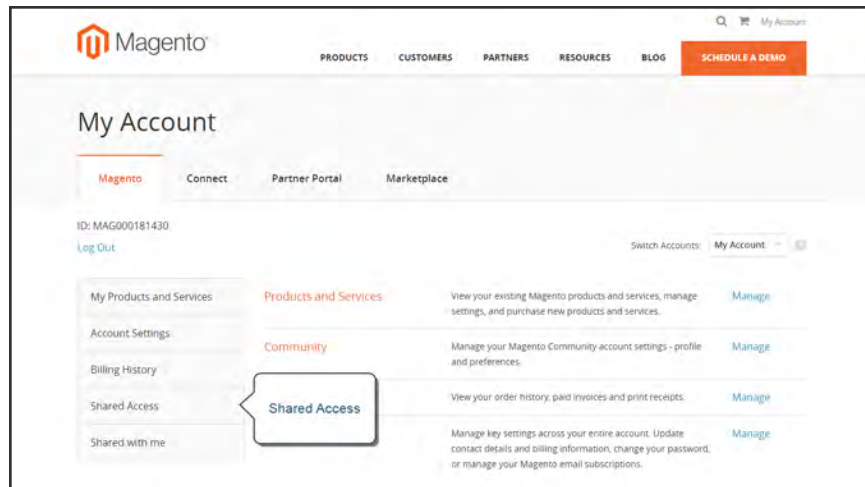 My Account
Magento
PRODUCTS CUSTOMERS PARTNERS RESOURCES BLOG SCHEDULE A DEMO
My Account
Magento Connect Partner Portal Marketplace
ID: MAG000181430
Log Out
Switch Accounts: My Account
My Products and Services
Account Settings
Billing History
Shared Access
Shared with me
Products and Services
View your existing Magento products and services, manage
settings, and purchase new products and services.
Manage
Community
Manage your Magento Community account settings - profile
and preferences.
Manage
Shared Access
View your order history, paid invoices and print receipts.
Manage
Manage key settings across your entire account. Update
contact details and billing information, change your password,
or manage your Magento email subscriptions.
Manage